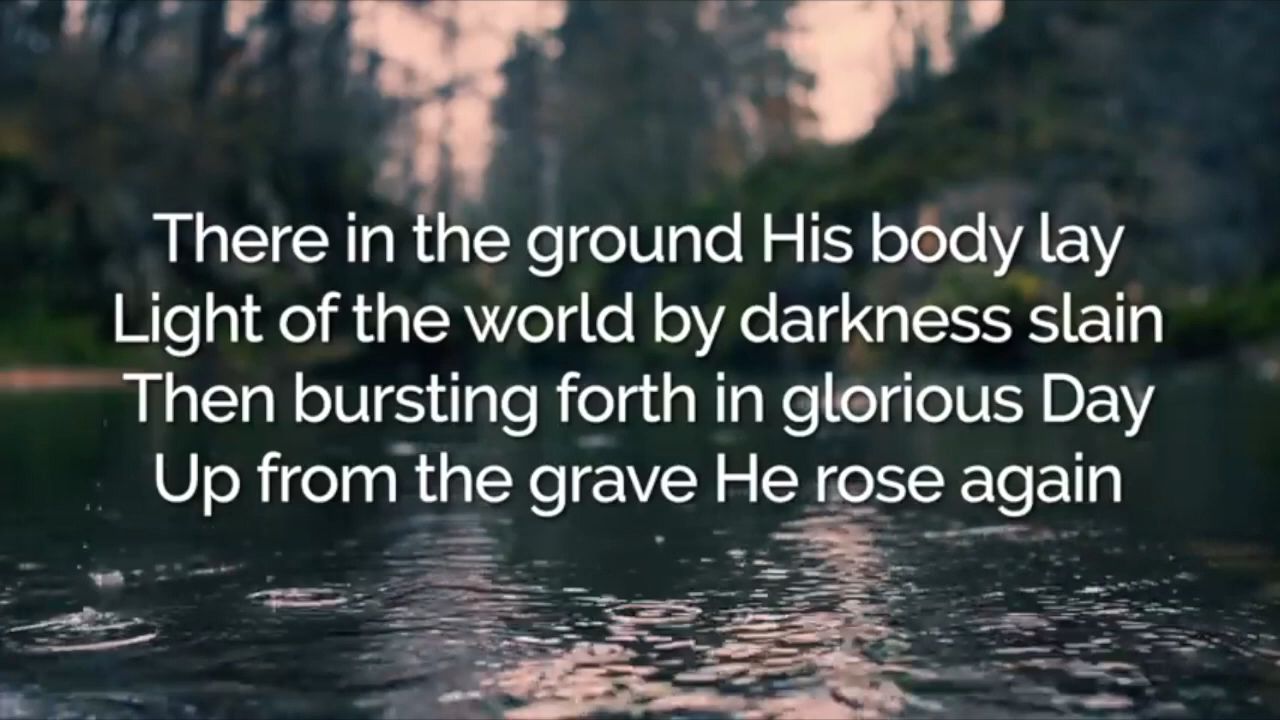 There in the ground His body lay
Light of the world by darkness slain
Then bursting forth in glorious Day
Up from the grave He rose again